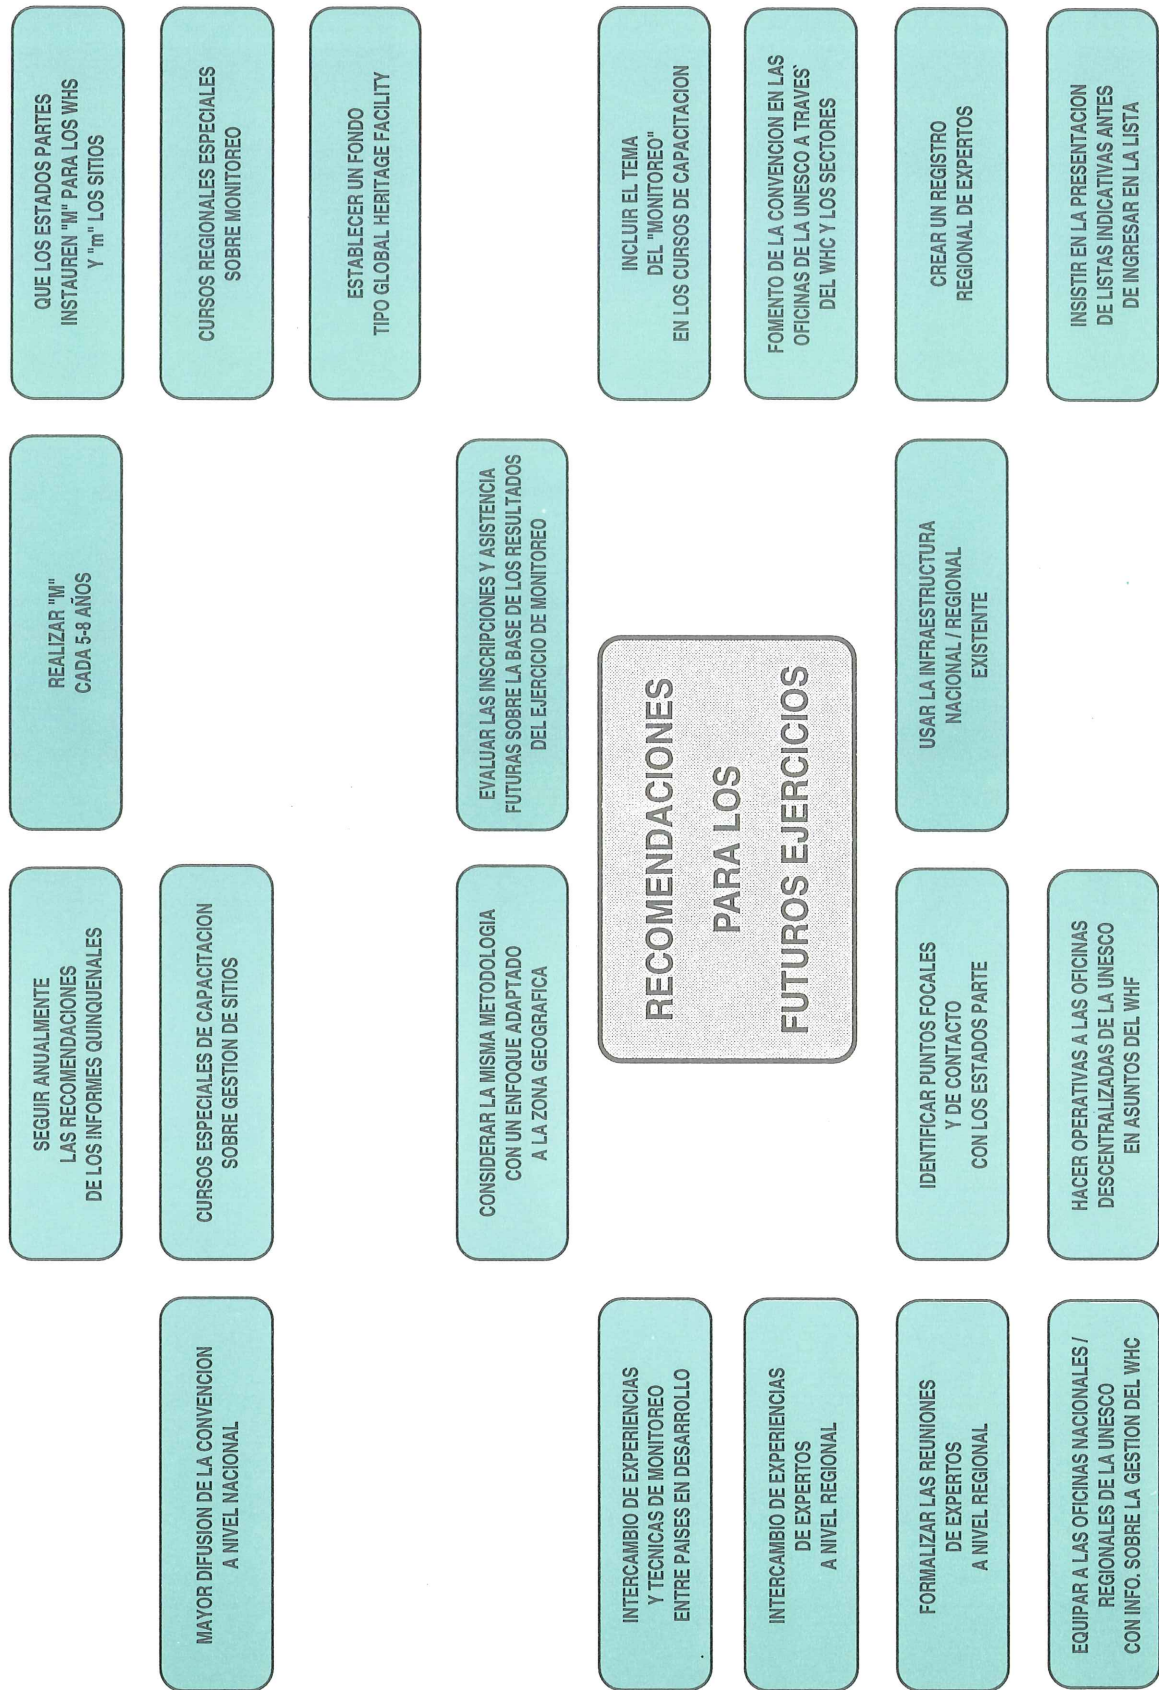 SEGUIR ANUALMENTE
LAS RECOMENDACIONES
DE LOS INFORMES QUINQUENALES
REALIZAR "M"
CADA 5-8 AÑOS
QUE LOS ESTADOS PARTES
INSTAUREN "M" PARA LOS WHS
Y "m" LOS SITIOS
MAYOR DIFUSION DE LA CONVENCION
A NIVEL NACIONAL
CURSOS ESPECIALES DE CAPACITACION
SOBRE GESTION DE SITIOS
CURSOS REGIONALES ESPECIALES
SOBRE MONITOREO
ESTABLECER UN FONDO
TIPO GLOBAL HERITAGE FACILITY
CONSIDERAR LA MISMA METODOLOGIA
CON UN ENFOQUE ADAPTADO
A LA ZONA GEOGRAFICA
EVALUAR LAS INSCRIPCIONES Y ASISTENCIA
FUTURAS SOBRE LA BASE DE LOS RESULTADOS
DEL EJERCICIO DE MONITOREO
INTERCAMBIO DE EXPERIENCIAS
Y TECNICAS DE MONITOREO
ENTRE PAISES EN DESARROLLO
RECOMENDACIONES
PARA LOS
FUTUROS EJERCICIOS
INCLUIR EL TEMA
DEL "MONITOREO"
EN LOS CURSOS DE CAPACITACION
INTERCAMBIO DE EXPERIENCIAS
DE EXPERTOS
A NIVEL REGIONAL
FOMENTO DE LA CONVENCION EN LAS
OFICINAS DE LA UNESCO A TRAVES`
DEL WHC Y LOS SECTORES
FORMALIZAR LAS REUNIONES
DE EXPERTOS
A NIVEL REGIONAL
IDENTIFICAR PUNTOS FOCALES
Y DE CONTACTO
CON LOS ESTADOS PARTE
USAR LA INFRAESTRUCTURA
NACIONAL / REGIONAL
EXISTENTE
CREAR UN REGISTRO
REGIONAL DE EXPERTOS
EQUIPAR A LAS OFICINAS NACIONALES /
REGIONALES DE LA UNESCO
CON INFO. SOBRE LA GESTION DEL WHC
HACER OPERATIVAS A LAS OFICINAS
DESCENTRALIZADAS DE LA UNESCO
EN ASUNTOS DEL WHF
INSISTIR EN LA PRESENTACION
DE LISTAS INDICATIVAS ANTES
DE INGRESAR EN LA LISTA